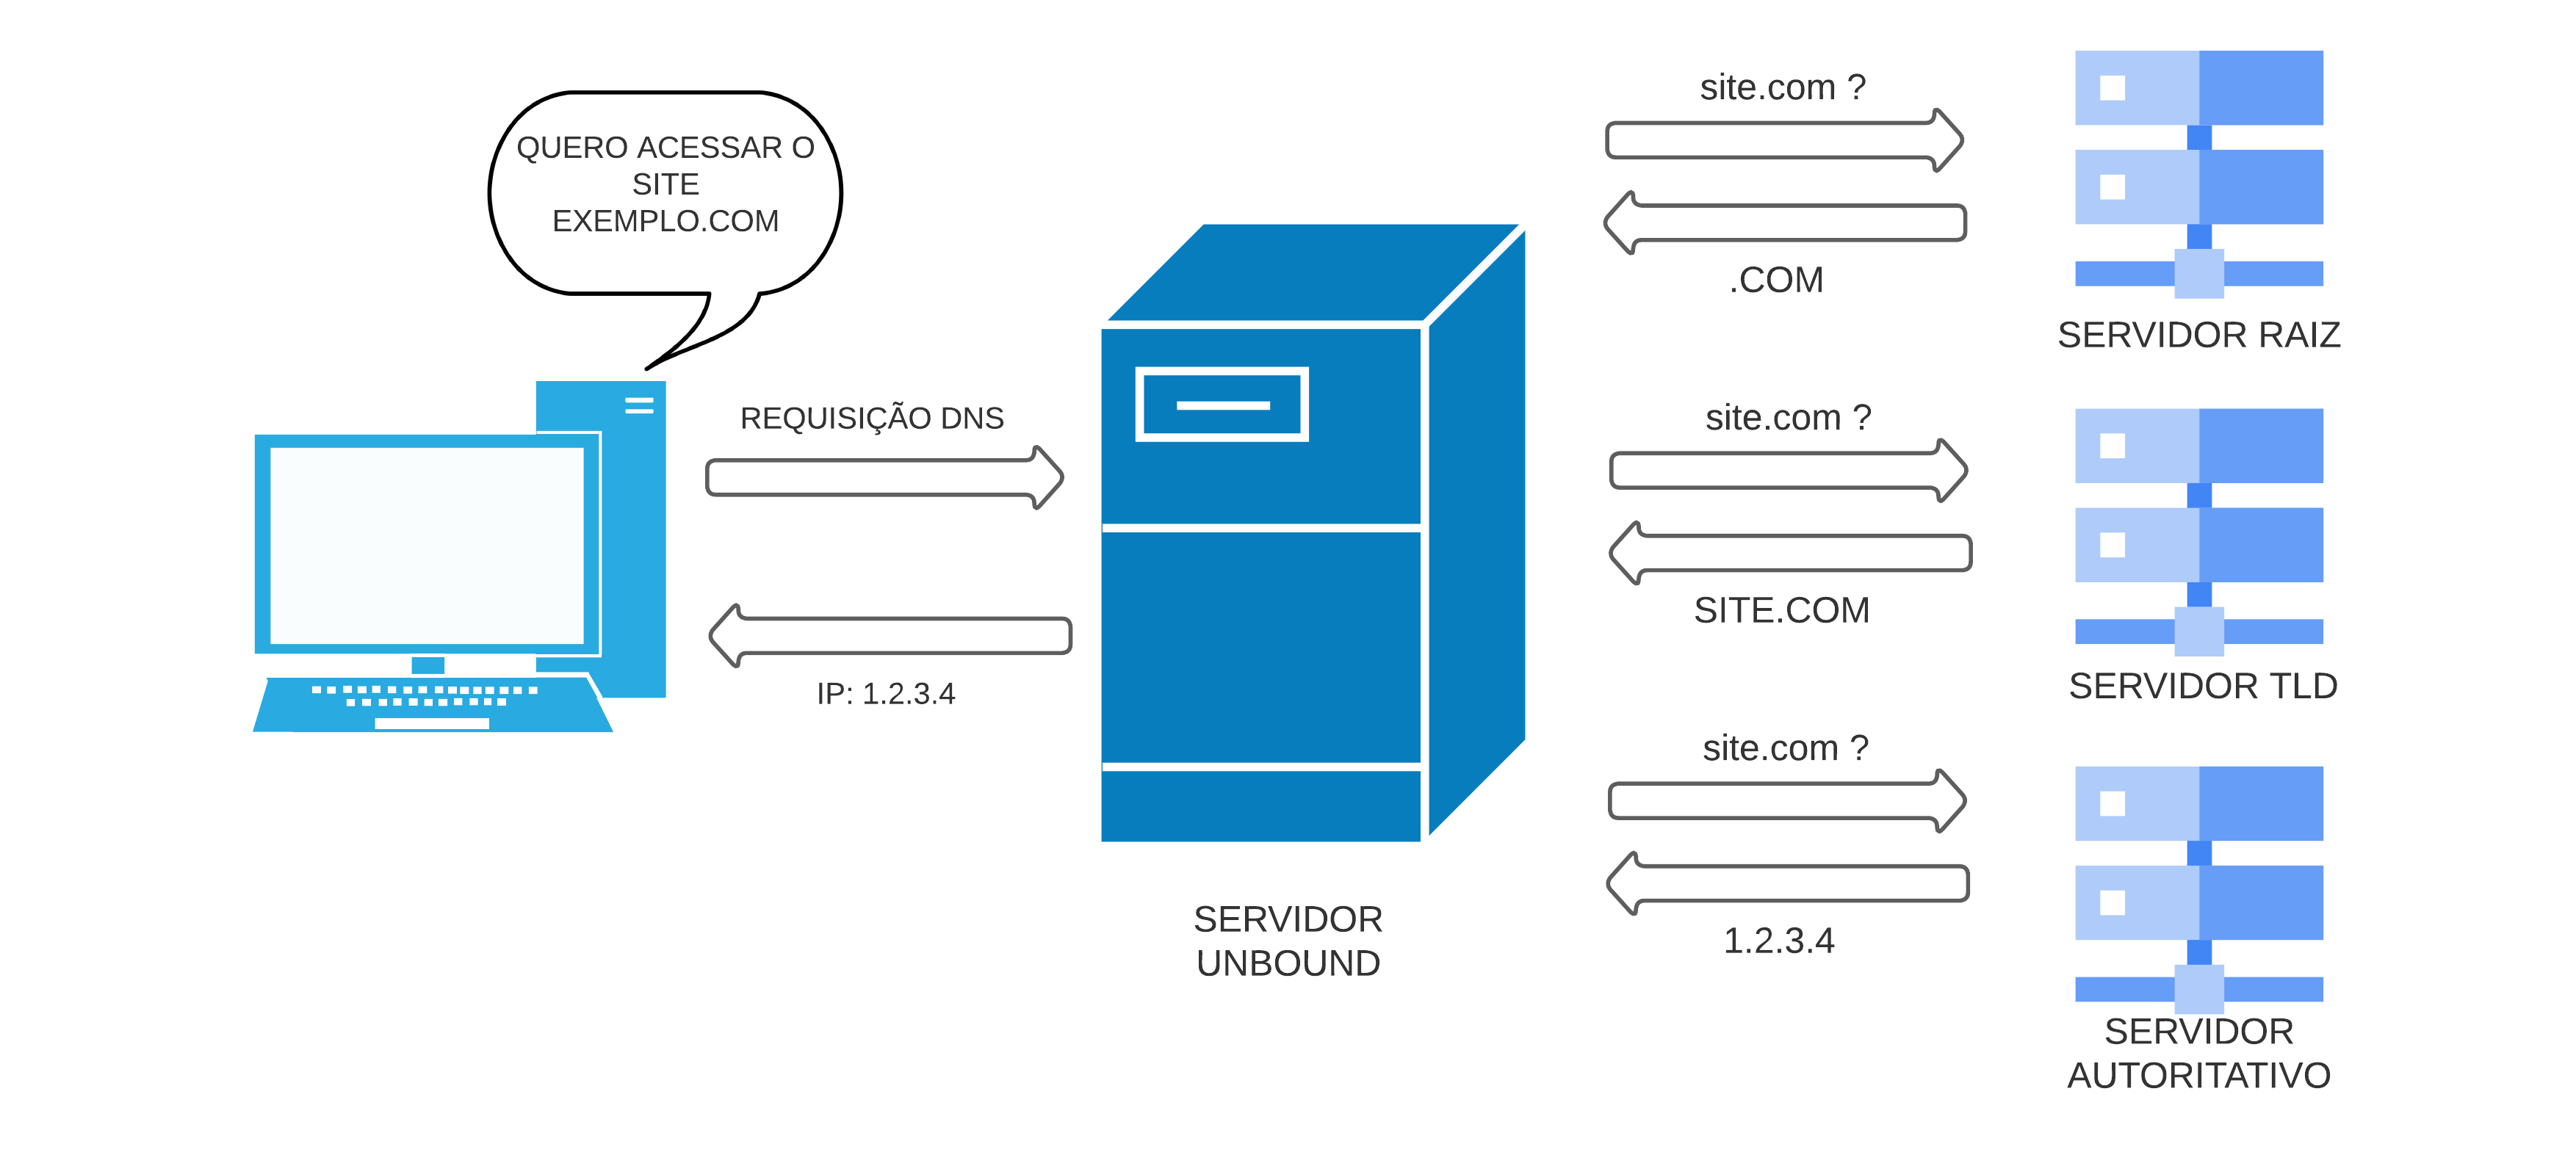 QUERO ACESSAR O
SITE
EXEMPLO.COM
REQUISIÇÃO DNS
IP: 1.2.3.4
SERVIDOR
UNBOUND
site.com ?
.COM
SERVIDOR RAIZ
site.com ?
SITE.COM
SERVIDOR TLD
site.com ?
1.2.3.4
SERVIDOR
AUTORITATIVO